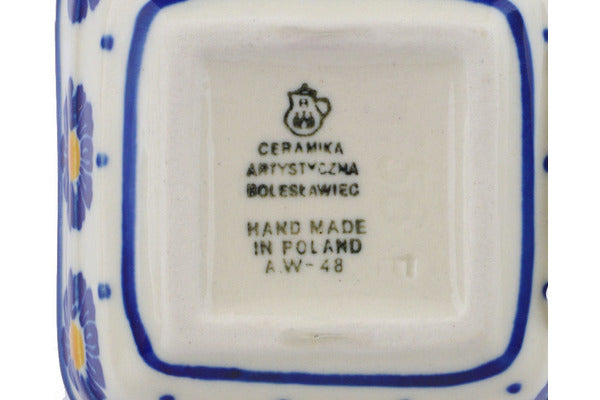 CERAMIKA
ARTYSTYCZNA
BOLESŁAWIEC
HAND MADE
IN POLAND
A.W-48